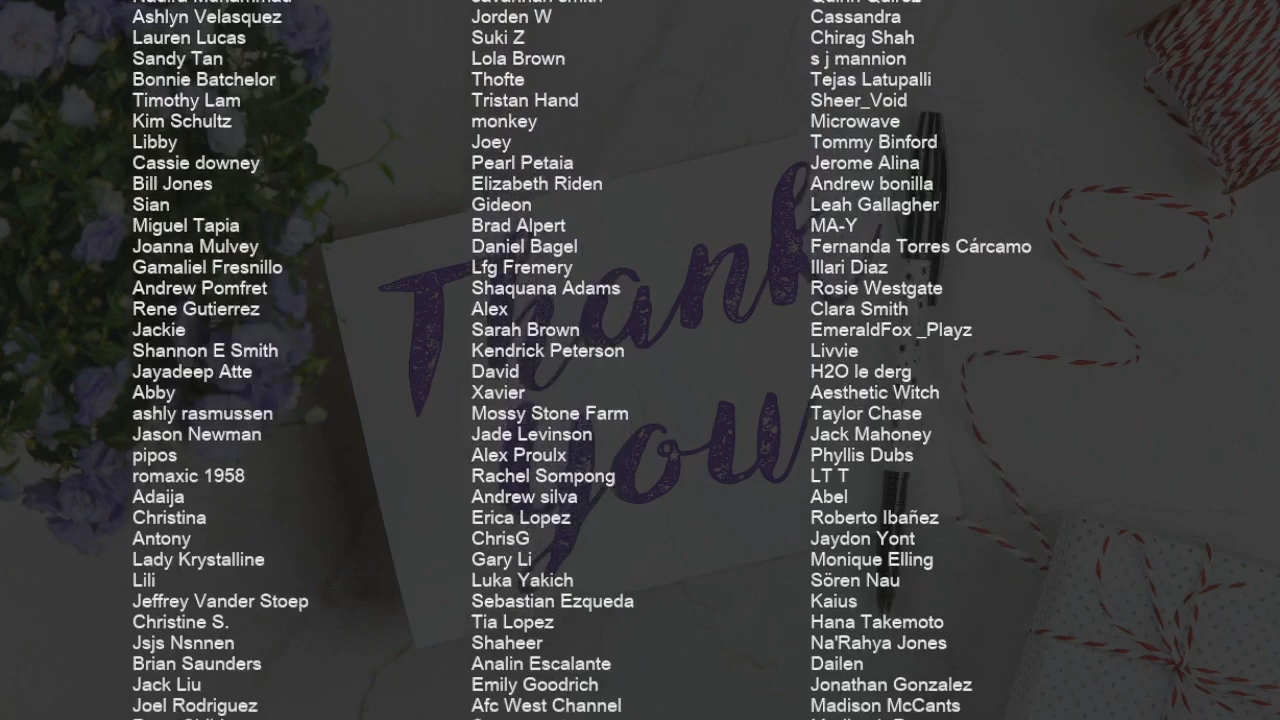 Ashlyn Velasquez
Lauren Lucas
Sandy Tan
Bonnie Batchelor
Timothy Lam
Kim Schultz
Libby
Cassie downey
Bill Jones
Sian
Miguel Tapia
Joanna Mulvey
Gamaliel Fresnillo
Andrew Pomfret
Rene Gutierrez
Jackie
Shannon E Smith
Jayadeep Atte
Abby
ashly rasmussen
Jason Newman
pipos
romaxic 1958
Adaija
Christina
Antony
Lady Krystalline
Lili
Jeffrey Vander Stoep
Christine S.
Jsjs Nsnnen
Brian Saunders
Jack Liu
Joel Rodriguez
Jorden W
Suki Z
Lola Brown
Thofte
Tristan Hand
monkey
Joey
Pearl Petaia
Elizabeth Riden
Gideon
Brad Alpert
Daniel Bagel
Lfg Fremery
Shaquana Adams
Alex
Sarah Brown
Kendrick Peterson
David
Xavier
Mossy Stone Farm
Jade Levinson
Alex Proulx
Rachel Sompong
Andrew silva
Erica Lopez
ChrisG
Gary Li
Luka Yakich
Sebastian Ezqueda
Tia Lopez
Shaheer
Analin Escalante
Emily Goodrich
Afc West Channel
Cassandra
Chirag Shah
s j mannion
Tejas Latupalli
Sheer_Void
Microwave
Tommy Binford
Jerome Alina
Andrew bonilla
Leah Gallagher
MA-Y
Fernanda Torres Cárcamo
Illari Diaz
Rosie Westgate
Clara Smith
EmeraldFox _Playz
Livvie
H2O le derg
Aesthetic Witch
Taylor Chase
Jack Mahoney
Phyllis Dubs
LT T
Abel
Roberto Ibañez
Jaydon Yont
Monique Elling
Sören Nau
Kaius
Hana Takemoto
Na'Rahya Jones
Dailen
Jonathan Gonzalez
Madison McCants
Thank
you